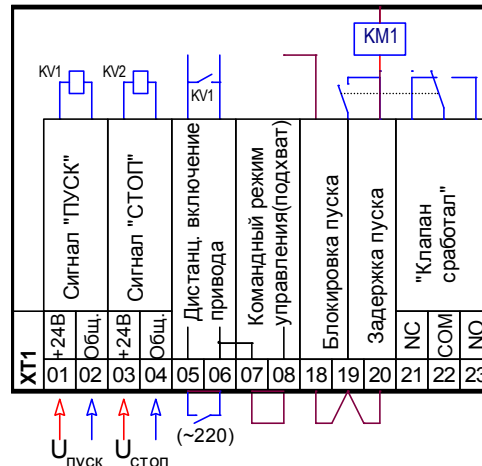 KM1
KV1
KV2
KV1
Сигнал "ПУСК"
Сигнал "СТОП"
Дистанц. включение
привода
Командный режим
управления(подхват)
Блокировка пуска
Задержка пуска
"Клапан
сработал"
XT1
+24В
Общ.
+24В
Общ.
NC
COM
NO
01 02 03 04 05 06 07 08 18 19 20 21 22 23
(~220)
Uпуск Uстоп